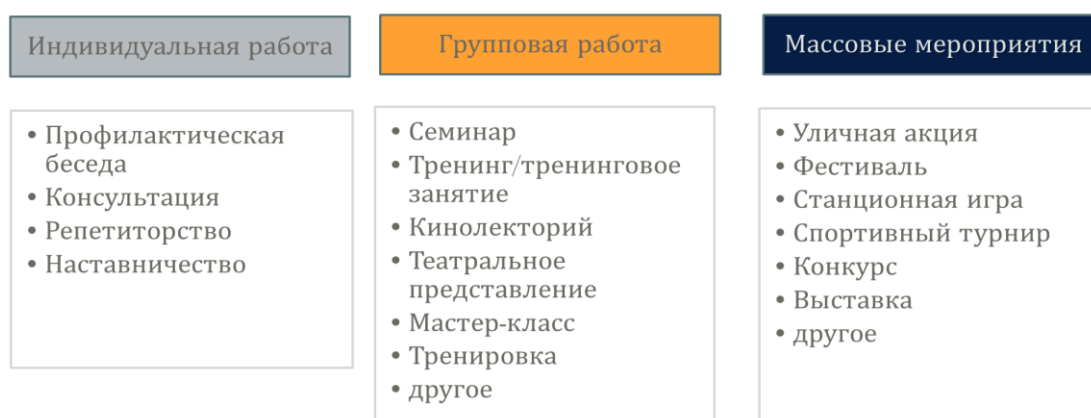 Индивидуальная работа
• Профилактическая
беседа
• Консультация
• Репетиторство
• Наставничество
Групповая работа
• Семинар
• Тренинг/тренинговое
занятие
• Кинолекторий
• Театральное
представление
• Мастер-класс
• Тренировка
• другое
Массовые мероприятия
• Уличная акция
• Фестиваль
• Станционная игра
• Спортивный турнир
• Конкурс
• Выставка
• другое